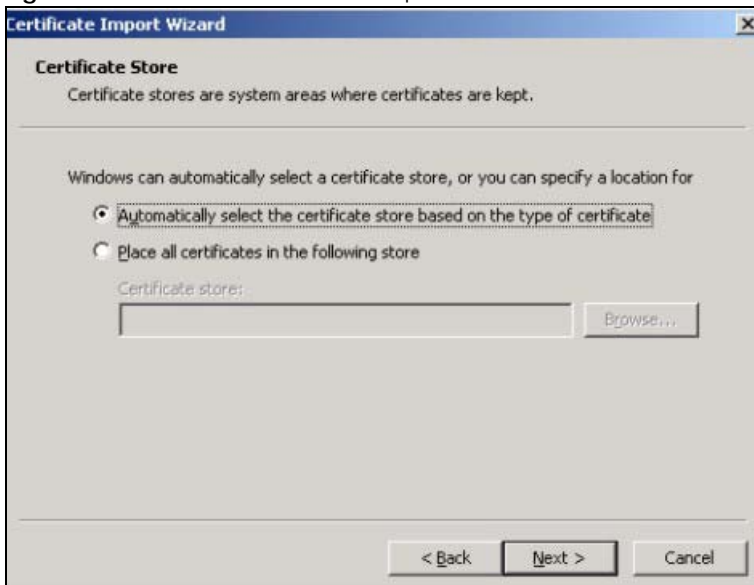 Certificate Import Wizard
Certificate Store
Certificate stores are system areas where certificates are kept.
Windows can automatically select a certificate store, or you can specify a location for
Automatically select the certificate store based on the type of certificate
Place all certificates in the following store
Certificate store:
Browse...
< Back Next > Cancel